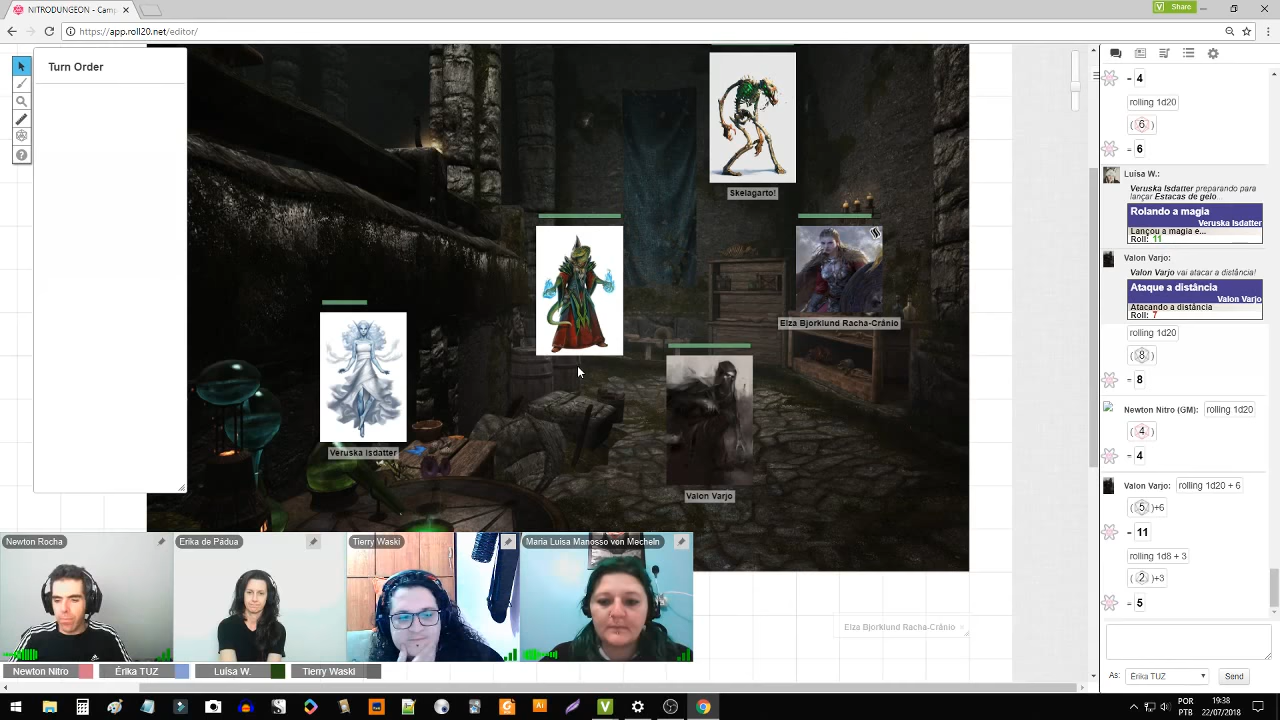 NITRODUNGEON - Cam
Share
https://app.roll20.net/editor/
Turn Order
Skelagarto!
Elza Bjorklund Racha-Crânio
Veruska Isdatter
Valon Varjo
Elza Bjorklund Racha-Crânio
Newton Rocha
Erika de Pádua
Tierry Waski
Maria Luisa Manosso von Mecheln
Newton Nitro
Érika TUZ
Luísa W.
Tierry Waski
= 4
rolling 1d20
( 6 )
= 6
Luísa W.:
Veruska Isdatter preparando para
lançar Estacas de gelo...
Rolando a magia
Veruska Isdatter
Lançou a magia e...
Roll: 11
Valon Varjo:
Valon Varjo vai atacar a distância!
Ataque a distância
Valon Varjo
Atacando a distância
Roll: 7
rolling 1d20
( 8 )
= 8
Newton Nitro (GM): rolling 1d20
( 4 )
= 4
Valon Varjo: rolling 1d20 + 6
( 5 )+6
= 11
rolling 1d8 + 3
( 2 )+3
= 5
As: Érika TUZ
Send
POR
PTB
19:38
22/07/2018